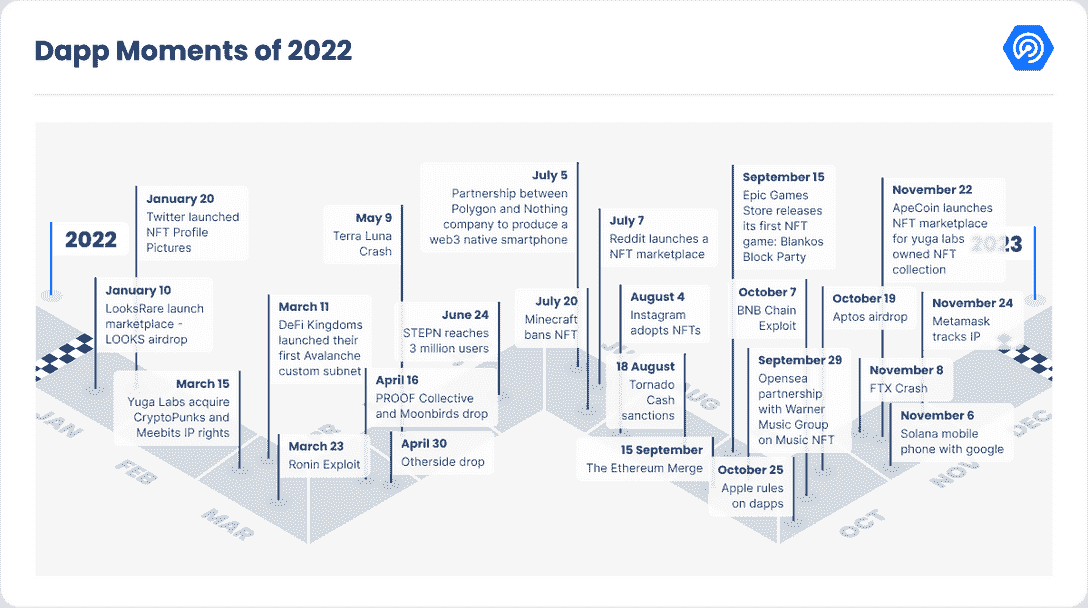 Dapp Moments of 2022
2022
January 20
Twitter launched
NFT Profile
Pictures
January 10
LooksRare launch
marketplace -
LOOKS airdrop
March 15
Yuga Labs acquire
CryptoPunks and
Meebits IP rights
March 11
DeFi Kingdoms
launched their
first Avalanche
custom subnet
March 23
Ronin Exploit
May 9
Terra Luna
Crash
April 16
PROOF Collective
and Moonbirds drop
April 30
Otherside drop
June 24
STEPN reaches
3 million users
July 5
Partnership between
Polygon and Nothing
company to produce a
web3 native smartphone
July 20
Minecraft
bans NFT
July 7
Reddit launches a
NFT marketplace
August 4
Instagram
adopts NFTs
18 August
Tornado
Cash
sanctions
15 September
The Ethereum Merge
September 15
Epic Games
Store releases
its first NFT
game: Blankos
Block Party
October 7
BNB Chain
Exploit
September 29
Opensea
partnership
with Warner
Music Group
on Music NFT
October 25
Apple rules
on dapps
October 19
Aptos airdrop
November 22
ApeCoin launches
NFT marketplace
for yuga labs
owned NFT
collection
2023
November 24
Metamask
tracks IP
November 8
FTX Crash
November 6
Solana mobile
phone with google
JAN
FEB
MAR
AUG
OCT
NOV
DEC